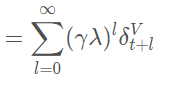 = \sum_{l=0}^{\infty} (\gamma\lambda)^l \delta_{t+l}^V